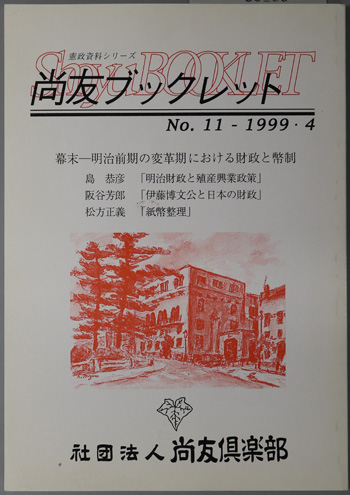 憲政資料シリーズ
Shoyu BOOKLET
尚友ブックレット
No. 11 - 1999・4
幕末―明治前期の変革期における財政と幣制
島 恭彦 「明治財政と殖産興業政策」
阪谷芳郎 「伊藤博文公と日本の財政」
松方正義 「紙幣整理」
社団法人 尚友倶楽部